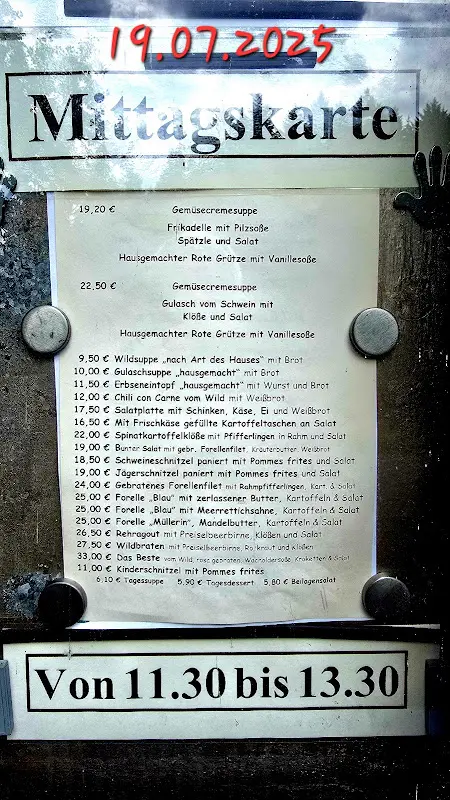 19.07.2025
Mittagskarte
19,20 € Gemüsecremesuppe
Frikadelle mit Pilzsoße
Spätzle und Salat
Hausgemachter Rote Grütze mit Vanillesoße
22,50 € Gemüsecremesuppe
Gulasch vom Schwein mit
Klöße und Salat
Hausgemachter Rote Grütze mit Vanillesoße
9,50 € Wildsuppe „nach Art des Hauses" mit Brot
10,00 € Gulaschsuppe „hausgemacht" mit Brot
11,50 € Erbseneintopf „hausgemacht" mit Wurst und Brot
12,00 € Chili con Carne vom Wild mit Weißbrot
17,50 € Salatplatte mit Schinken, Käse, Ei und Weißbrot
16,50 € Mit Frischkäse gefüllte Kartoffeltaschen an Salat
22,00 € Spinatkartoffelklöße mit Pfifferlingen in Rahm und Salat
19,00 € Bunter Salat mit gebr. Forellenfilet, Kräuterbutter, Weißbrot
18,50 € Schweineschnitzel paniert mit Pommes frites und Salat
19,00 € Jägerschnitzel paniert mit Pommes frites und Salat
24,00 € Gebratenes Forellenfilet mit Rahmpfifferlingen, Kart. & Salat
25,00 € Forelle „Blau" mit zerlassener Butter, Kartoffeln & Salat
25,00 € Forelle „Blau" mit Meerrettichsahne, Kartoffeln & Salat
25,00 € Forelle „Müllerin", Mandelbutter, Kartoffeln & Salat
26,50 € Rehragout mit Preiselbeerbirne, Klößen und Salat
27,50 € Wildbraten mit Preiselbeerbirne, Rotkraut und Klößen
33,00 € Das Beste vom Wild, rosa gebraten, Wacholdersoße, Kroketten & Salat
11,00 € Kinderschnitzel mit Pommes frites
6,10 € Tagessuppe 5,90 € Tagesdessert 5,80 € Beilagensalat
Von 11.30 bis 13.30